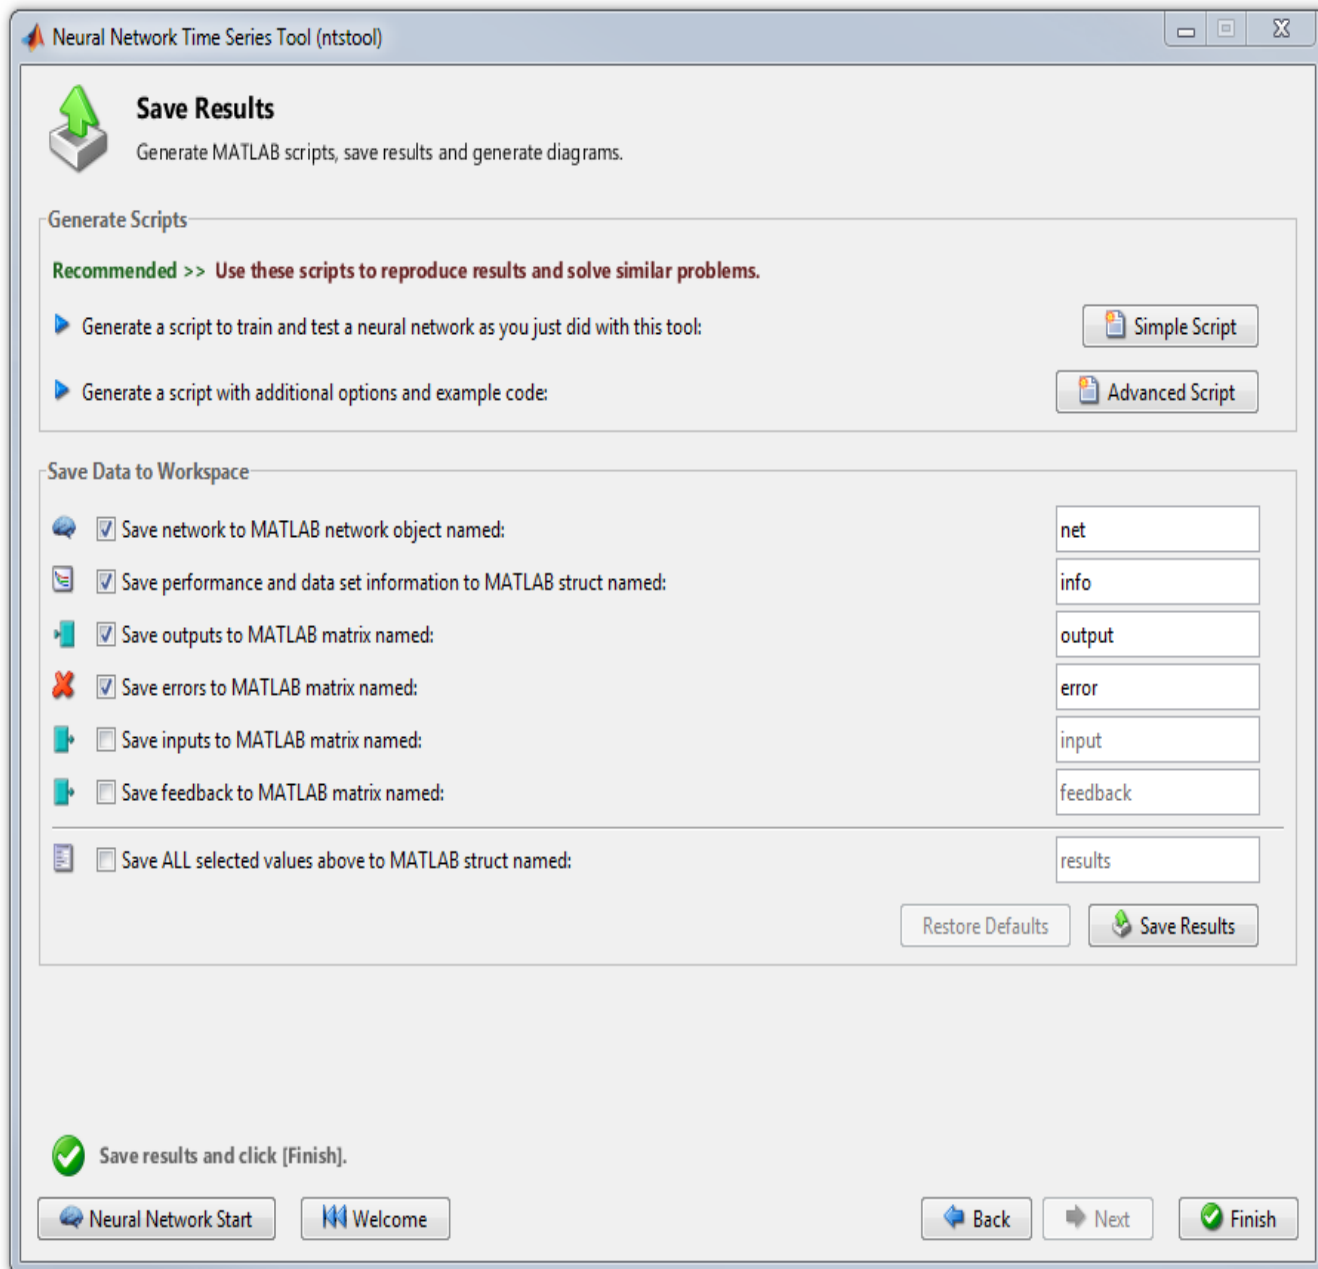 Neural Network Time Series Tool (ntstool)
Save Results
Generate MATLAB scripts, save results and generate diagrams.
Generate Scripts
Recommended >> Use these scripts to reproduce results and solve similar problems.
Generate a script to train and test a neural network as you just did with this tool: Simple Script
Generate a script with additional options and example code: Advanced Script
Save Data to Workspace
Save network to MATLAB network object named: net
Save performance and data set information to MATLAB struct named: info
Save outputs to MATLAB matrix named: output
Save errors to MATLAB matrix named: error
Save inputs to MATLAB matrix named: input
Save feedback to MATLAB matrix named: feedback
Save ALL selected values above to MATLAB struct named: results
Restore Defaults Save Results
Save results and click [Finish].
Neural Network Start Welcome Back Next Finish